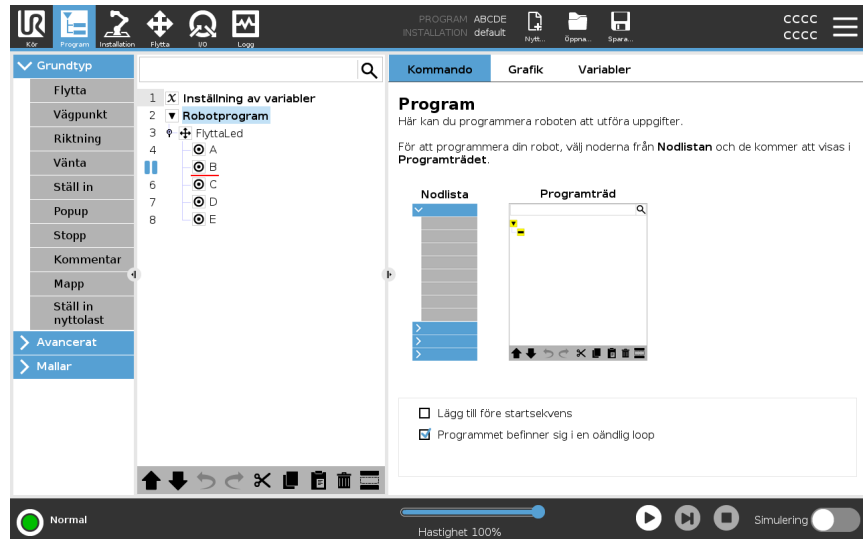 UR
PROGRAM ABCDE
INSTALLATION default
Kör
Program
Installation
Flytta
I/O
Logg
Nytt...
Öppna...
Spara...
CCCC
CCCC
Grundtyp
Flytta
Vägpunkt
Riktning
Vänta
Ställ in
Popup
Stopp
Kommentar
Mapp
Ställ in
nyttolast
Avancerat
Mallar
1 X Inställning av variabler
2 Robotprogram
3 FlyttaLed
4 A
B
6 C
7 D
8 E
Kommando Grafik Variabler
Program
Här kan du programmera roboten att utföra uppgifter.
För att programmera din robot, välj noderna från Nodlistan och de kommer att visas i
Programträdet.
Nodlista Programträd
Lägg till före startsekvens
Programmet befinner sig i en oändlig loop
Normal
Hastighet 100%
Simulering